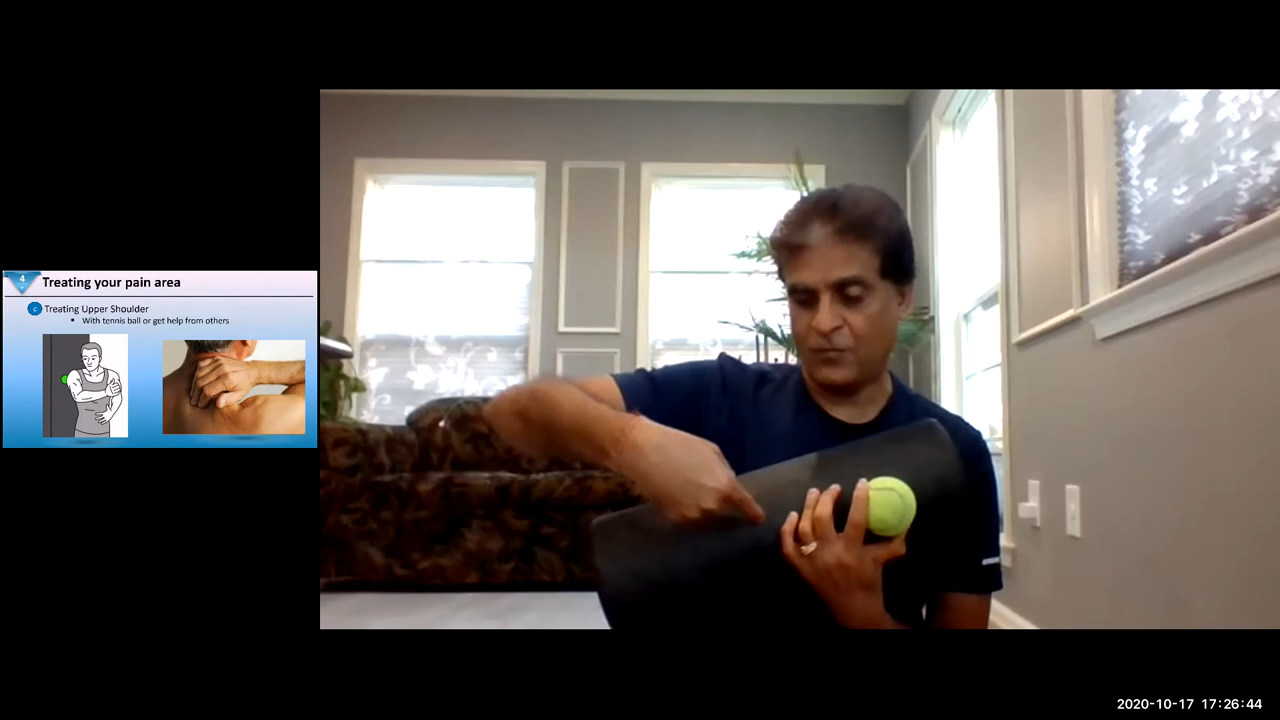 4
Treating your pain area
c Treating Upper Shoulder
▪ With tennis ball or get help from others
2020-10-17 17:26:44